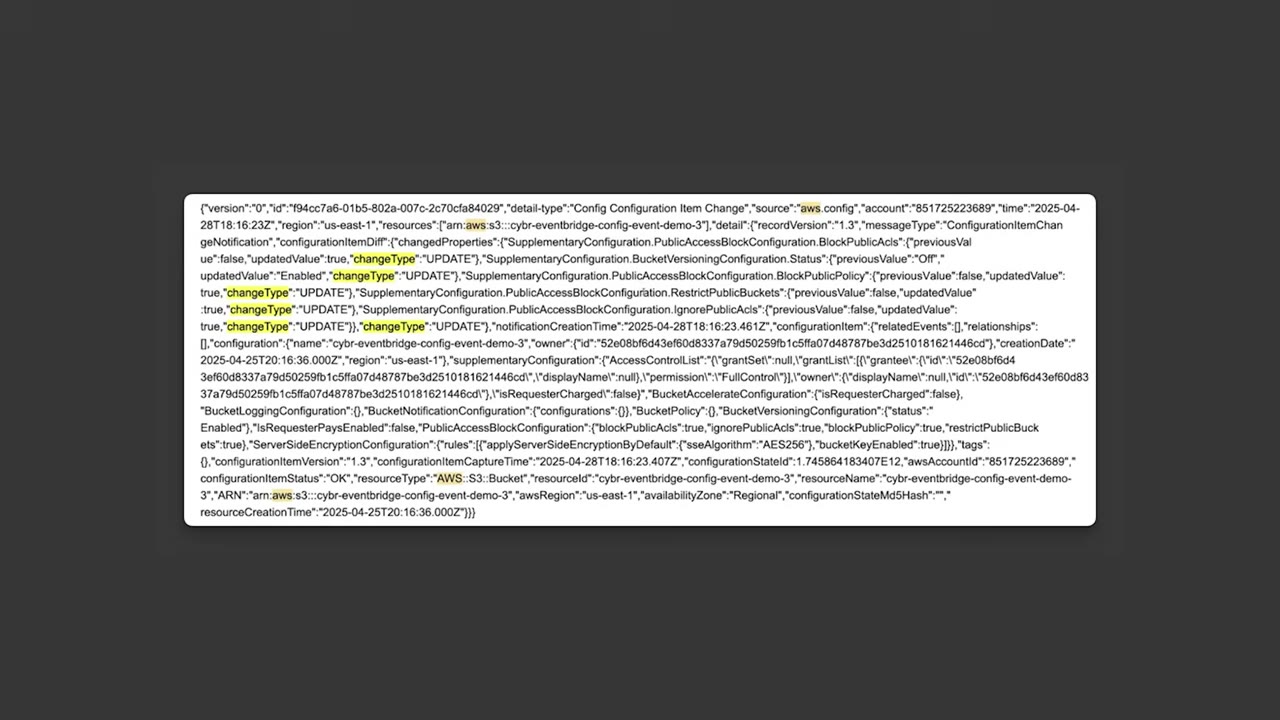 {"version":"0","id":"f94cc7a6-01b5-802a-007c-2c70cfa84029","detail-type":"Config Configuration Item Change","source":"aws.config","account":"851725223689","time":"2025-04-
28T18:16:23Z","region":"us-east-1","resources":["arn:aws:s3:::cybr-eventbridge-config-event-demo-3"],"detail":{"recordVersion":"1.3","messageType":"ConfigurationItemChan
geNotification","configurationItemDiff":{"changedProperties":{"SupplementaryConfiguration.PublicAccessBlockConfiguration.BlockPublicAcls":{"previousVal
ue":false,"updatedValue":true,"changeType":"UPDATE"},"SupplementaryConfiguration.BucketVersioningConfiguration.Status":{"previousValue":"Off","
updatedValue":"Enabled","changeType":"UPDATE"},"SupplementaryConfiguration.PublicAccessBlockConfiguration.BlockPublicPolicy":{"previousValue":false,"updatedValue":
true,"changeType":"UPDATE"},"SupplementaryConfiguration.PublicAccessBlockConfiguration.RestrictPublicBuckets":{"previousValue":false,"updatedValue"
:true,"changeType":"UPDATE"},"SupplementaryConfiguration.PublicAccessBlockConfiguration.IgnorePublicAcls":{"previousValue":false,"updatedValue":
true,"changeType":"UPDATE"}},"changeType":"UPDATE"},"notificationCreationTime":"2025-04-28T18:16:23.461Z","configurationItem":{"relatedEvents":[],"relationships":
[],"configuration":{"name":"cybr-eventbridge-config-event-demo-3","owner":{"id":"52e08bf6d43ef60d8337a79d50259fb1c5ffa07d48787be3d2510181621446cd"},"creationDate":"
2025-04-25T20:16:36.000Z","region":"us-east-1"},"supplementaryConfiguration":{"AccessControlList":"{\"grantSet\":null,\"grantList\":[{\"grantee\":{\"id\":\"52e08bf6d4
3ef60d8337a79d50259fb1c5ffa07d48787be3d2510181621446cd\",\"displayName\":null},\"permission\":\"FullControl\"}],\"owner\":{\"displayName\":null,\"id\":\"52e08bf6d43ef60d83
37a79d50259fb1c5ffa07d48787be3d2510181621446cd\"},\"isRequesterCharged\":false}","BucketAccelerateConfiguration":{"isRequesterCharged":false},
"BucketLoggingConfiguration":{},"BucketNotificationConfiguration":{"configurations":{}},"BucketPolicy":{},"BucketVersioningConfiguration":{"status":"
Enabled"},"IsRequesterPaysEnabled":false,"PublicAccessBlockConfiguration":{"blockPublicAcls":true,"ignorePublicAcls":true,"blockPublicPolicy":true,"restrictPublicBuck
ets":true},"ServerSideEncryptionConfiguration":{"rules":[{"applyServerSideEncryptionByDefault":{"sseAlgorithm":"AES256"},"bucketKeyEnabled":true}]}},"tags":
{},"configurationItemVersion":"1.3","configurationItemCaptureTime":"2025-04-28T18:16:23.407Z","configurationStateId":1.745864183407E12,"awsAccountId":"851725223689","
configurationItemStatus":"OK","resourceType":"AWS::S3::Bucket","resourceId":"cybr-eventbridge-config-event-demo-3","resourceName":"cybr-eventbridge-config-event-demo-
3","ARN":"arn:aws:s3:::cybr-eventbridge-config-event-demo-3","awsRegion":"us-east-1","availabilityZone":"Regional","configurationStateMd5Hash":"","
resourceCreationTime":"2025-04-25T20:16:36.000Z"}}}